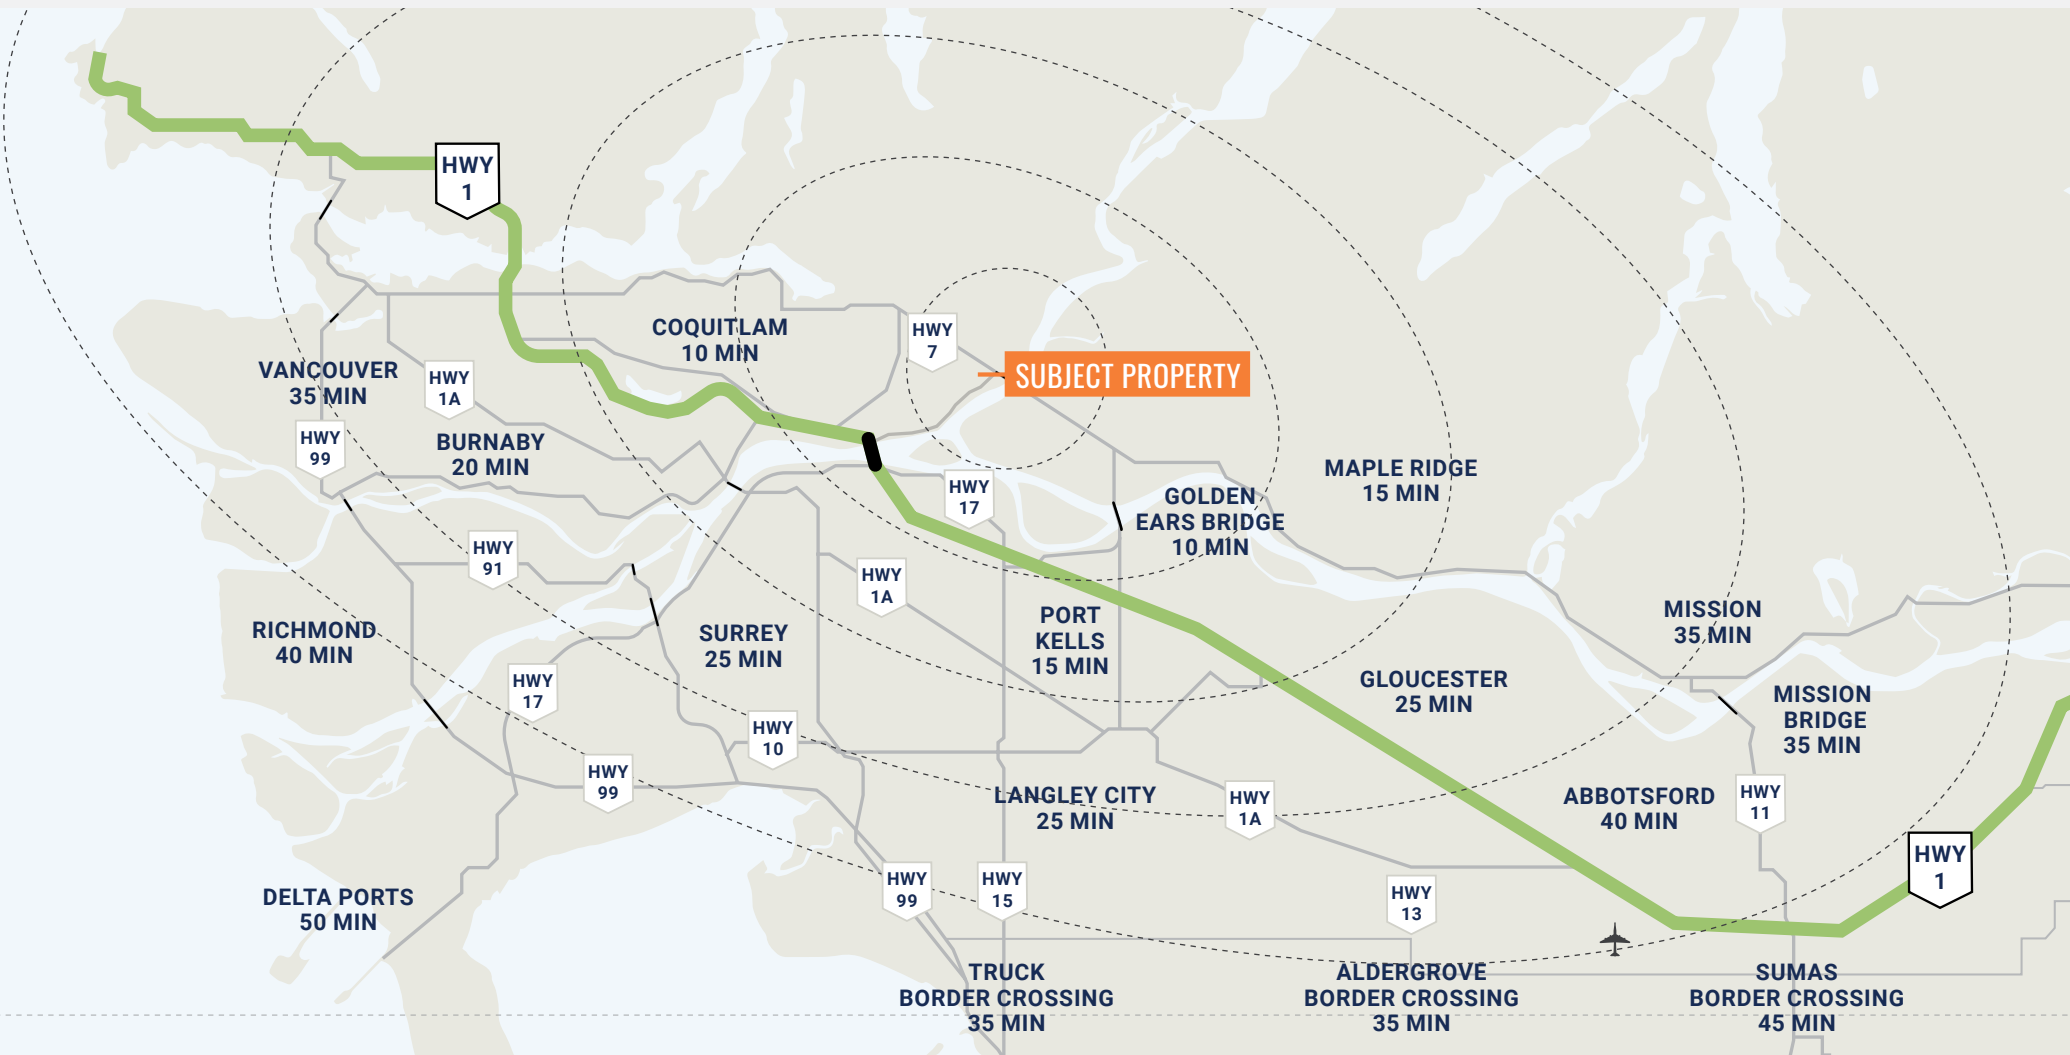 HWY
1
COQUITLAM
10 MIN
HWY
7
SUBJECT PROPERTY
VANCOUVER
35 MIN
HWY
1A
HWY
99
BURNABY
20 MIN
MAPLE RIDGE
15 MIN
HWY
17
GOLDEN
EARS BRIDGE
10 MIN
HWY
91
HWY
1A
RICHMOND
40 MIN
SURREY
25 MIN
PORT
KELLS
15 MIN
MISSION
35 MIN
HWY
17
GLOUCESTER
25 MIN
MISSION
BRIDGE
35 MIN
HWY
10
HWY
99
LANGLEY CITY
25 MIN
HWY
1A
ABBOTSFORD
40 MIN
HWY
11
HWY
1
DELTA PORTS
50 MIN
HWY
99
HWY
15
HWY
13
TRUCK
BORDER CROSSING
35 MIN
ALDERGROVE
BORDER CROSSING
35 MIN
SUMAS
BORDER CROSSING
45 MIN